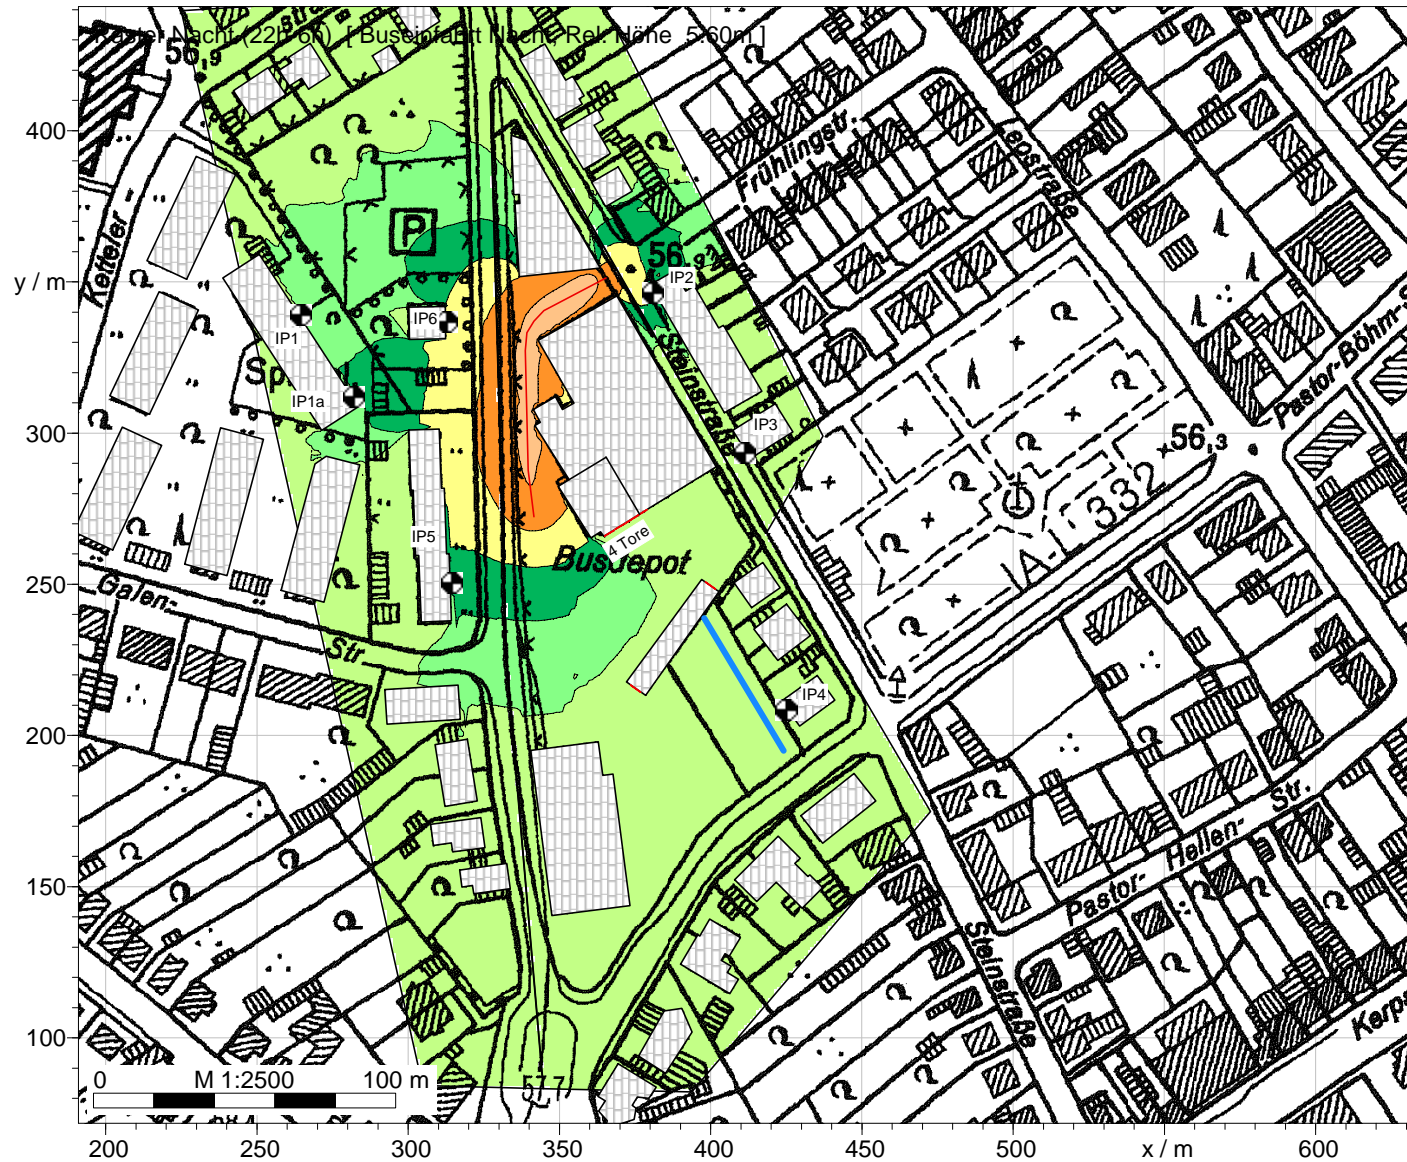 Raster Nacht (22h-6h) [ Buseinfahrt Nacht, Rel. Höhe 5.60m ]
56,9
400
Frühlingstr.
eostraße
Ketteler -
P
56,9
IP2
y / m
IP6
IP1
Steinstraße
Pastor-Böhm-S
Sp
IP1a
IP3
300
56,3
332
IP5
4 Tore
Busdepot
250
Galen-
Str
IP4
200
Str.
Hellen-
Pastor-
150
Steinstraße
100
Kerp
0 M 1:2500 100 m
57,7
200 250 300 350 400 450 500 x / m 600